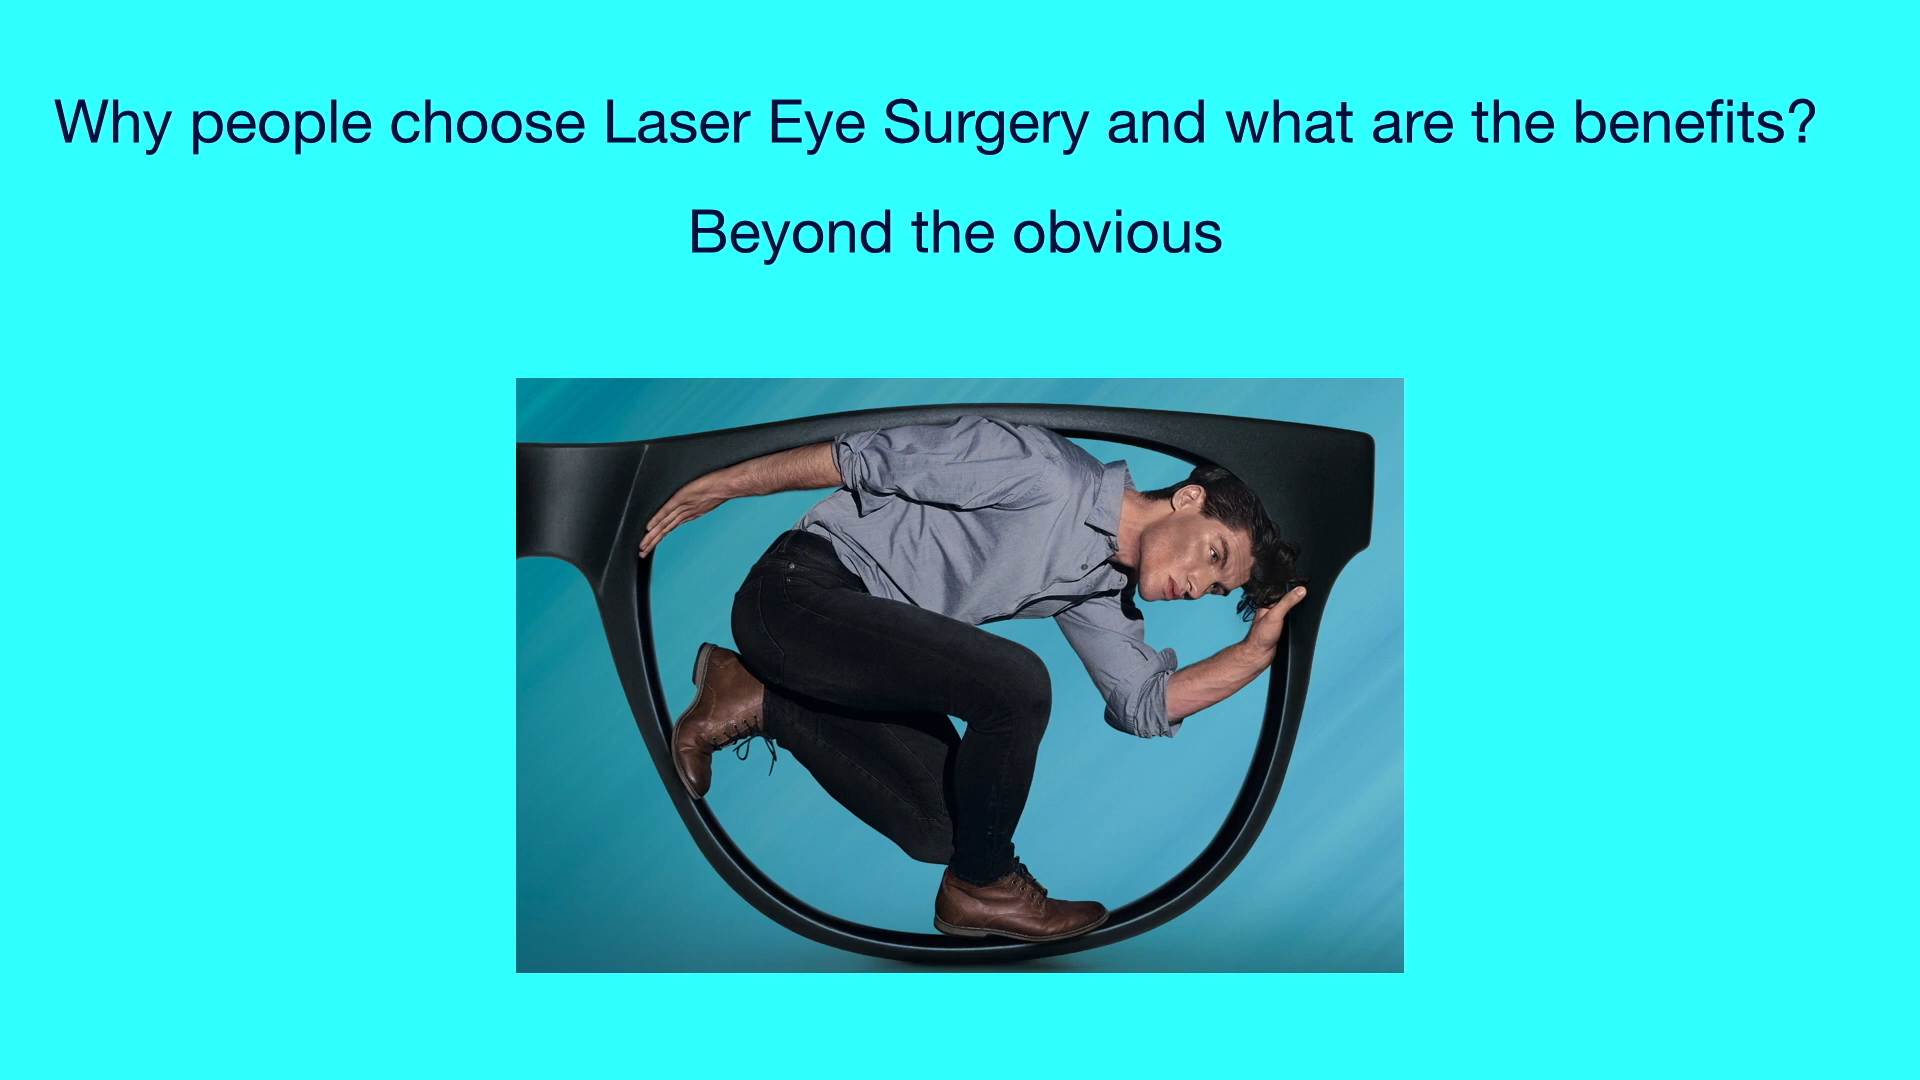 Why people choose Laser Eye Surgery and what are the benefits?
Beyond the obvious